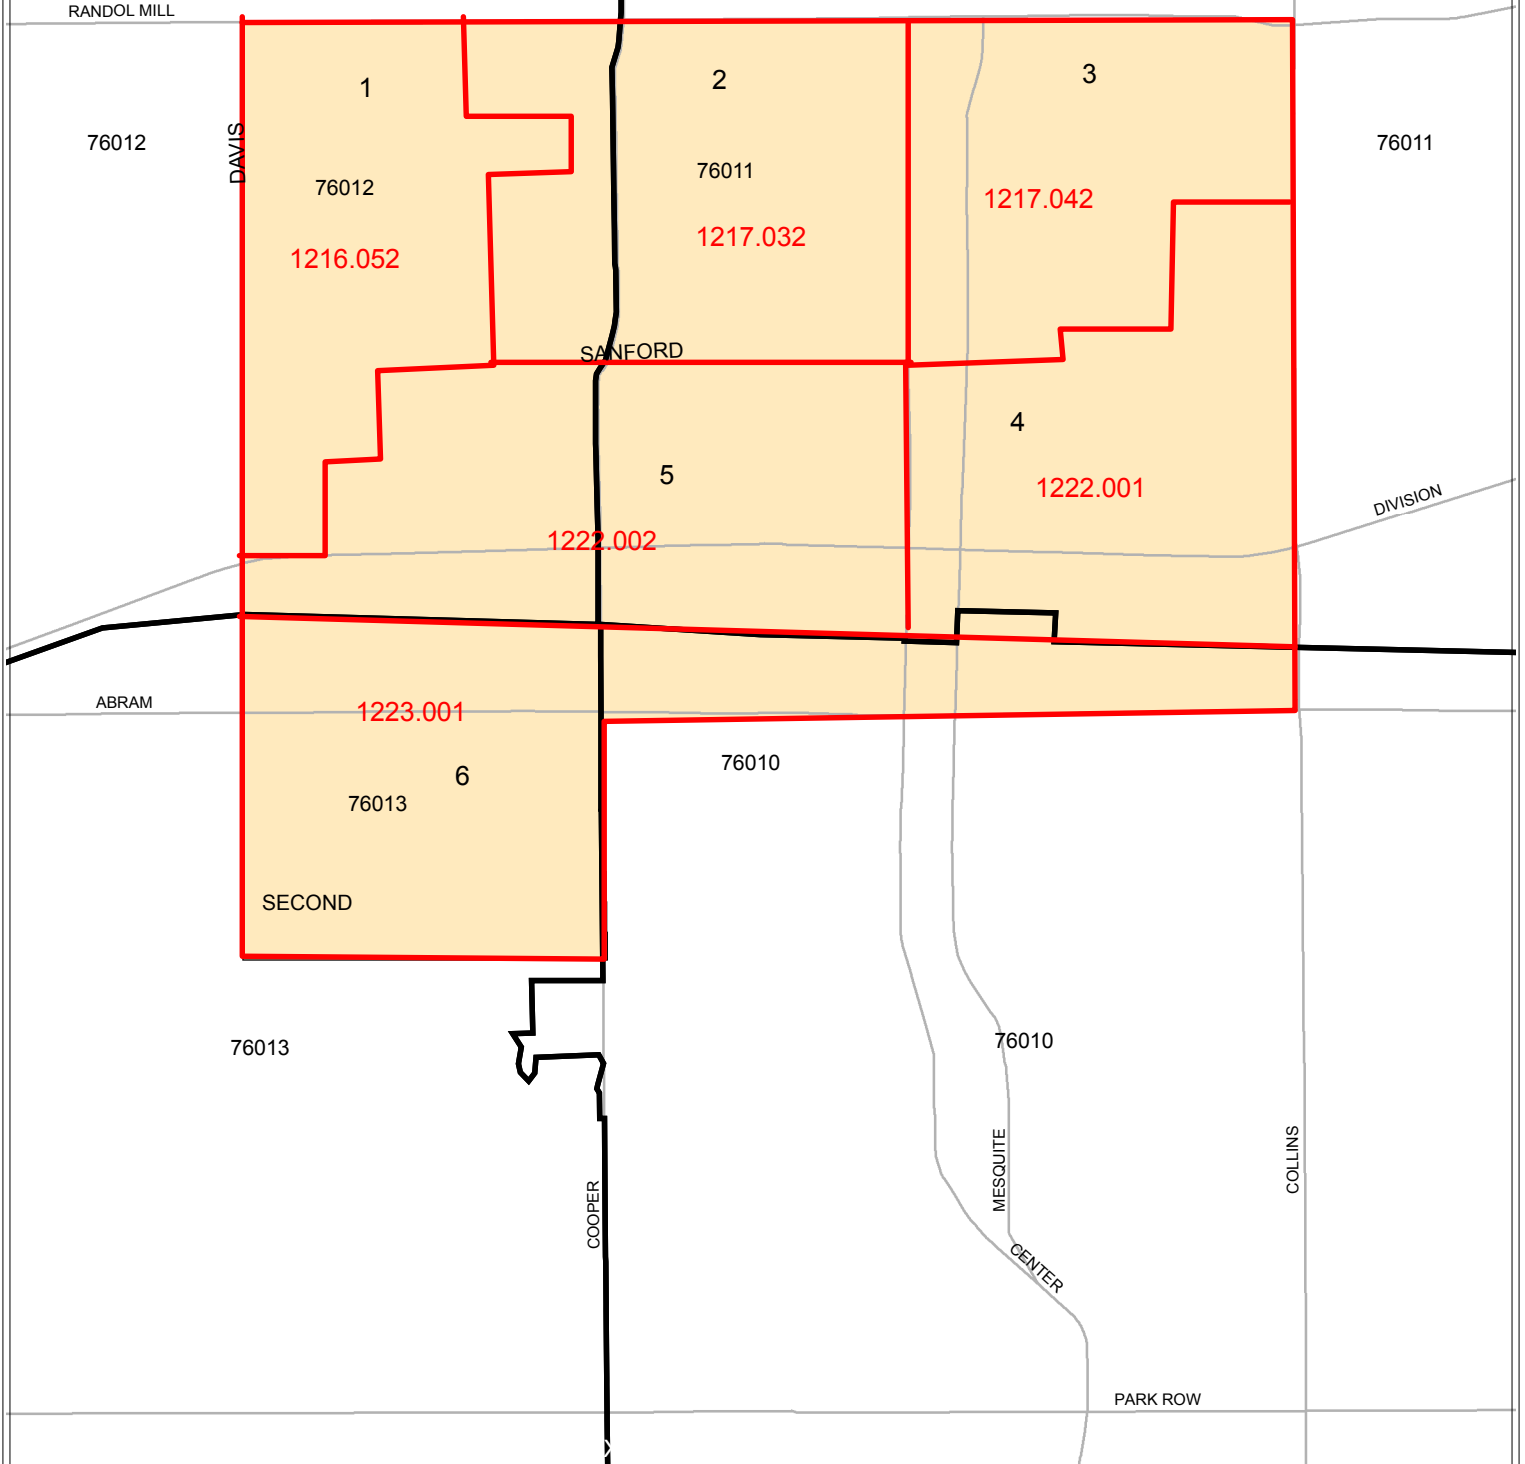 RANDOL MILL
1
2
3
76012
DAVIS
76012
76011
76011
1216.052
1217.032
1217.042
SANFORD
4
5
1222.001
1222.002
DIVISION
ABRAM
1223.001
6
76013
76010
SECOND
76013
76010
COOPER
MESQUITE
CENTER
COLLINS
PARK ROW